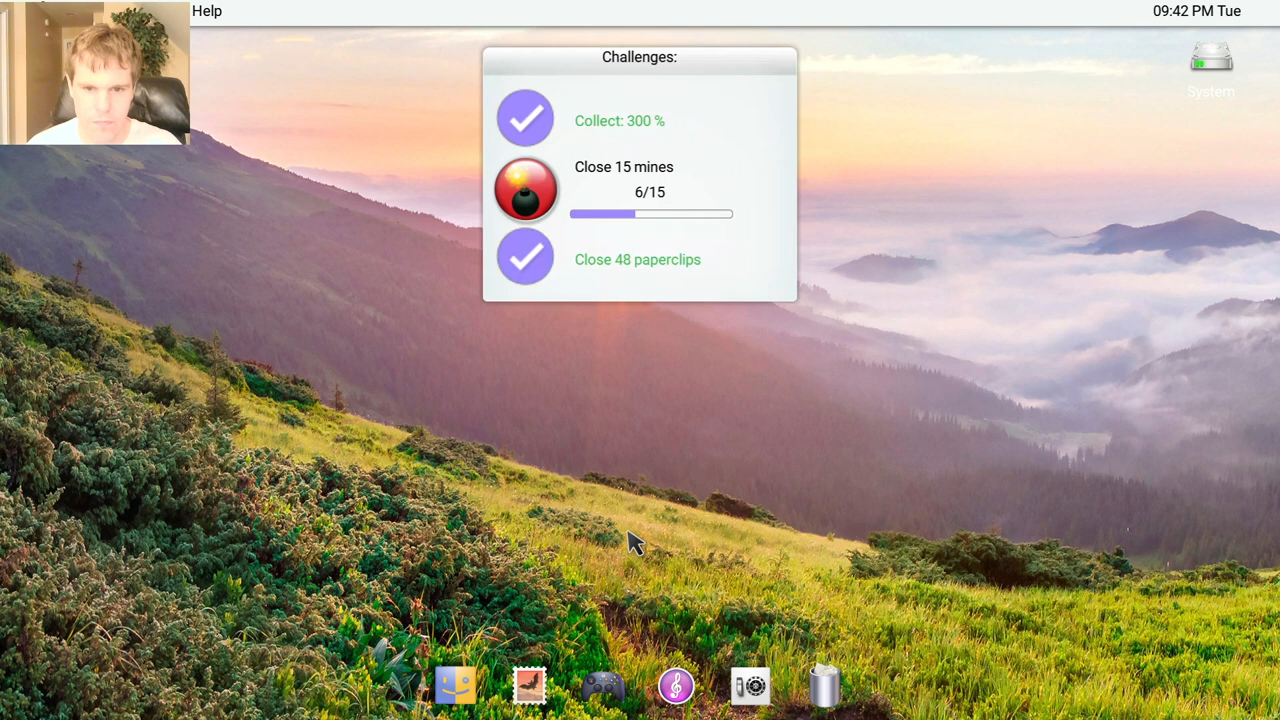 Help
09:42 PM Tue
Challenges:
System
Collect: 300 %
Close 15 mines
6/15
Close 48 paperclips